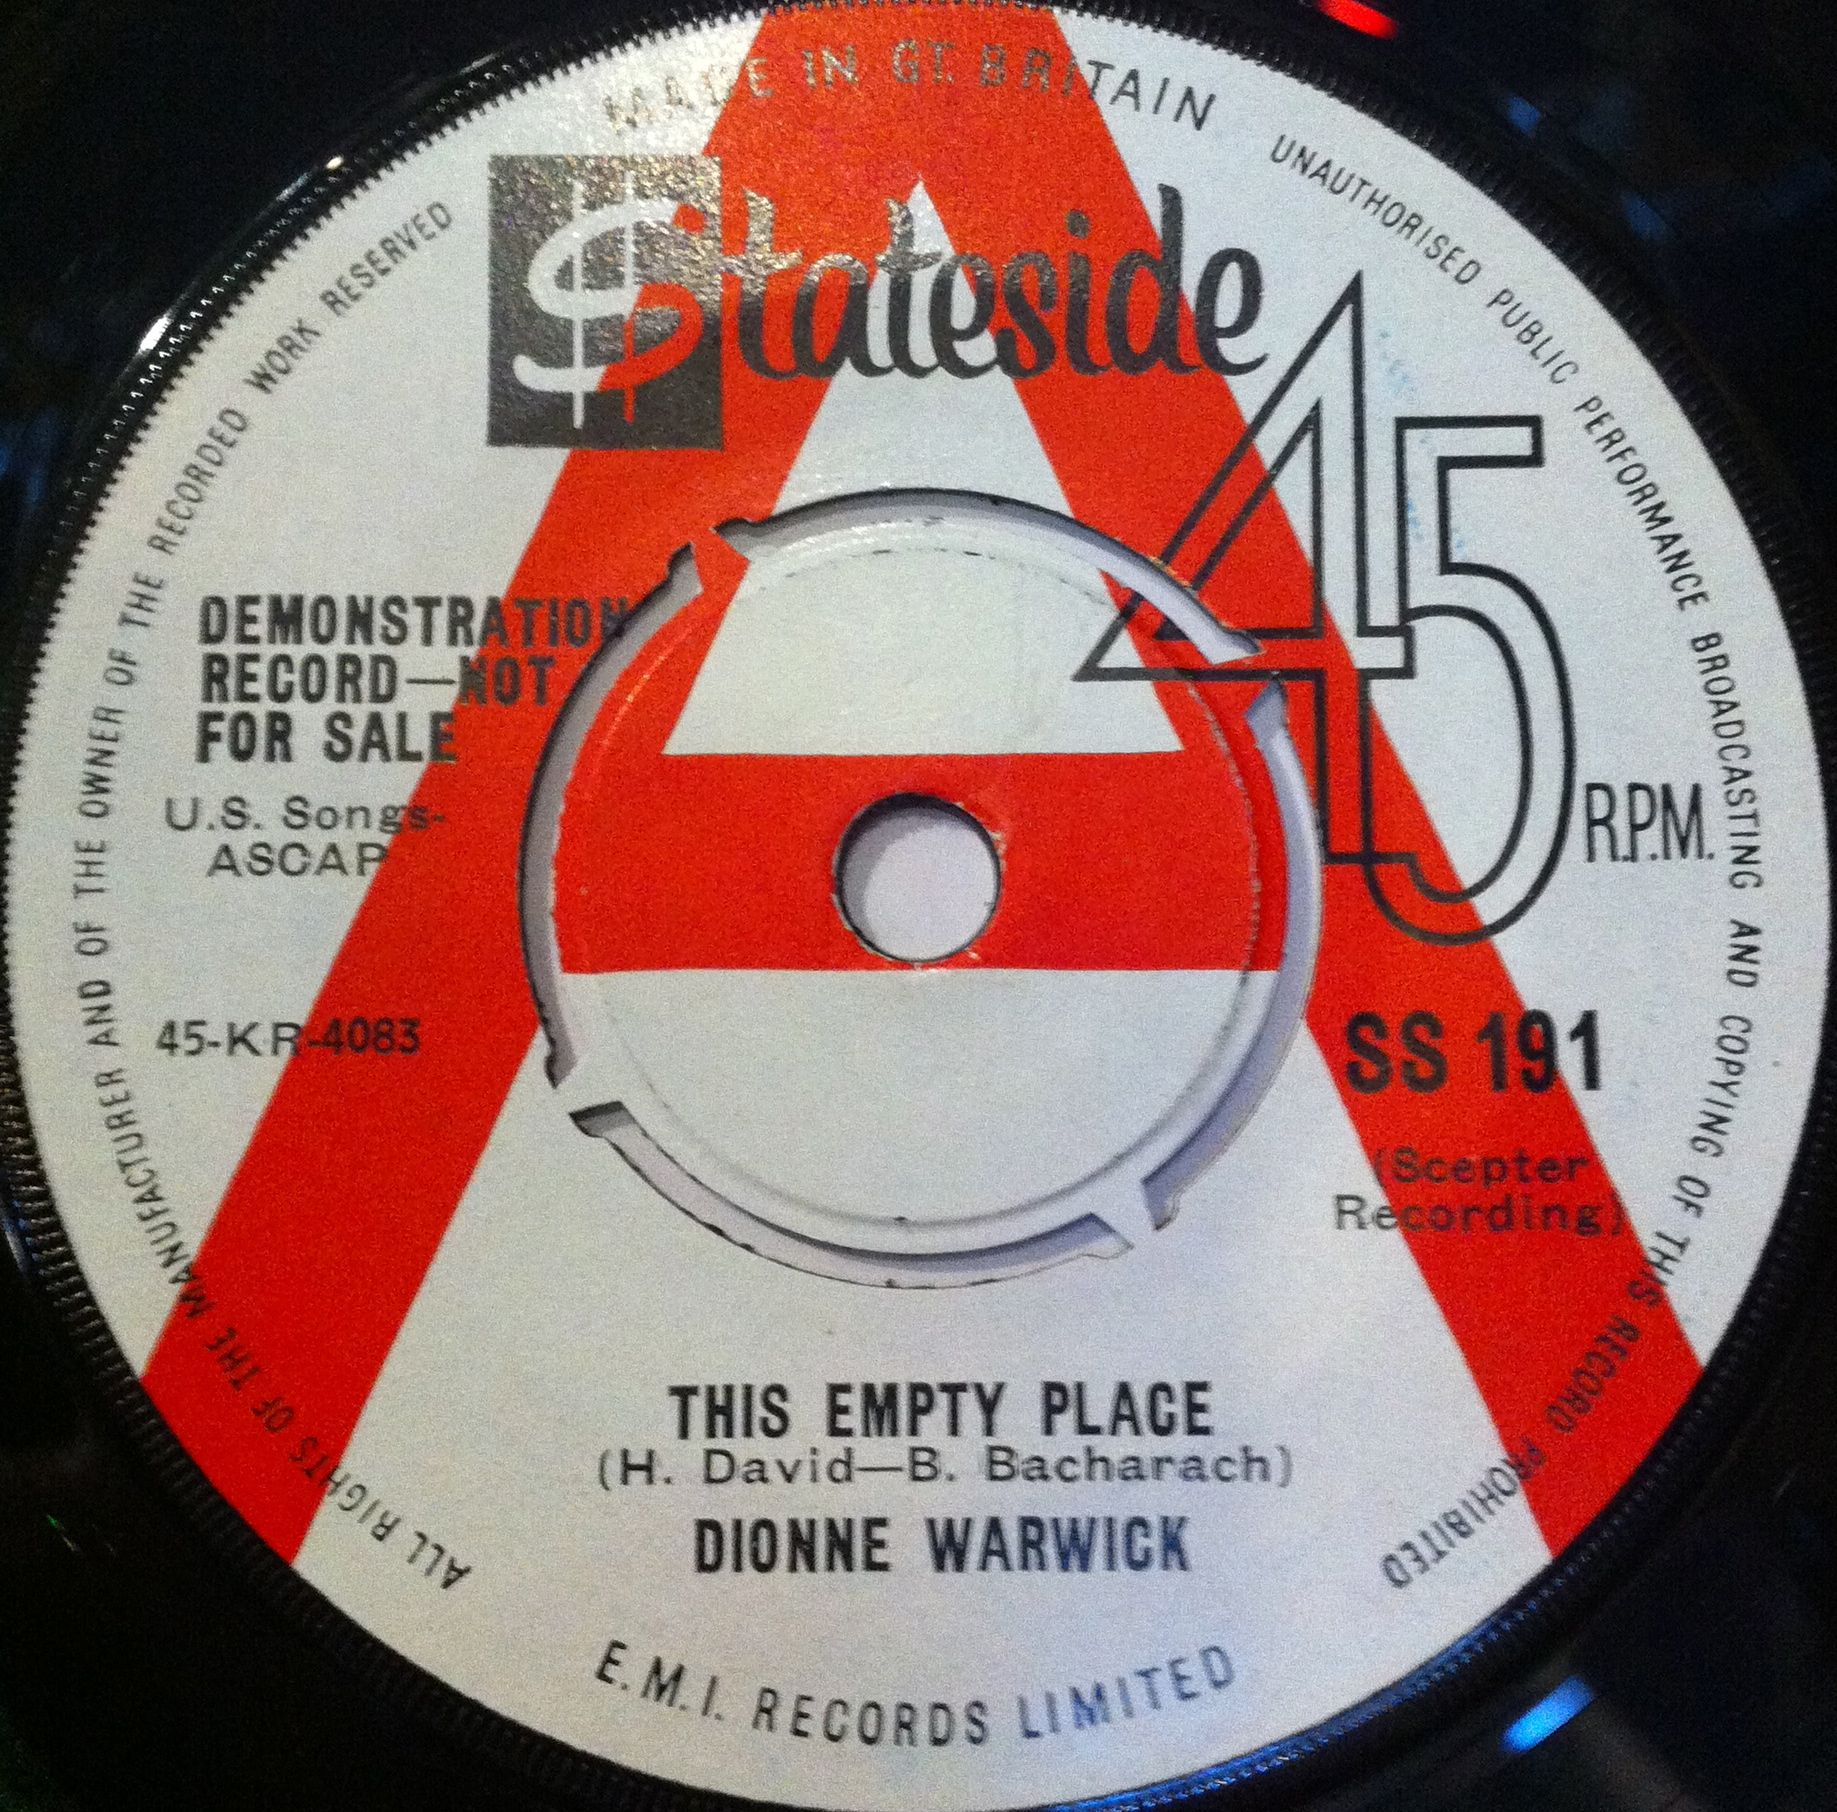 MADE IN GT. BRITAIN
UNAUTHORISED PUBLIC PERFORMANCE BROADCASTING AND COPYING OF THIS RECORD PROHIBITED
ALL RIGHTS OF THE MANUFACTURER AND OF THE OWNER OF THE RECORDED WORK RESERVED
Stateside
45
R.P.M.
DEMONSTRATION
RECORD—NOT
FOR SALE
U.S. Songs-
ASCAP
45-KR-4083
SS 191
(Scepter
Recording)
THIS EMPTY PLACE
(H. David—B. Bacharach)
DIONNE WARWICK
E.M.I. RECORDS LIMITED